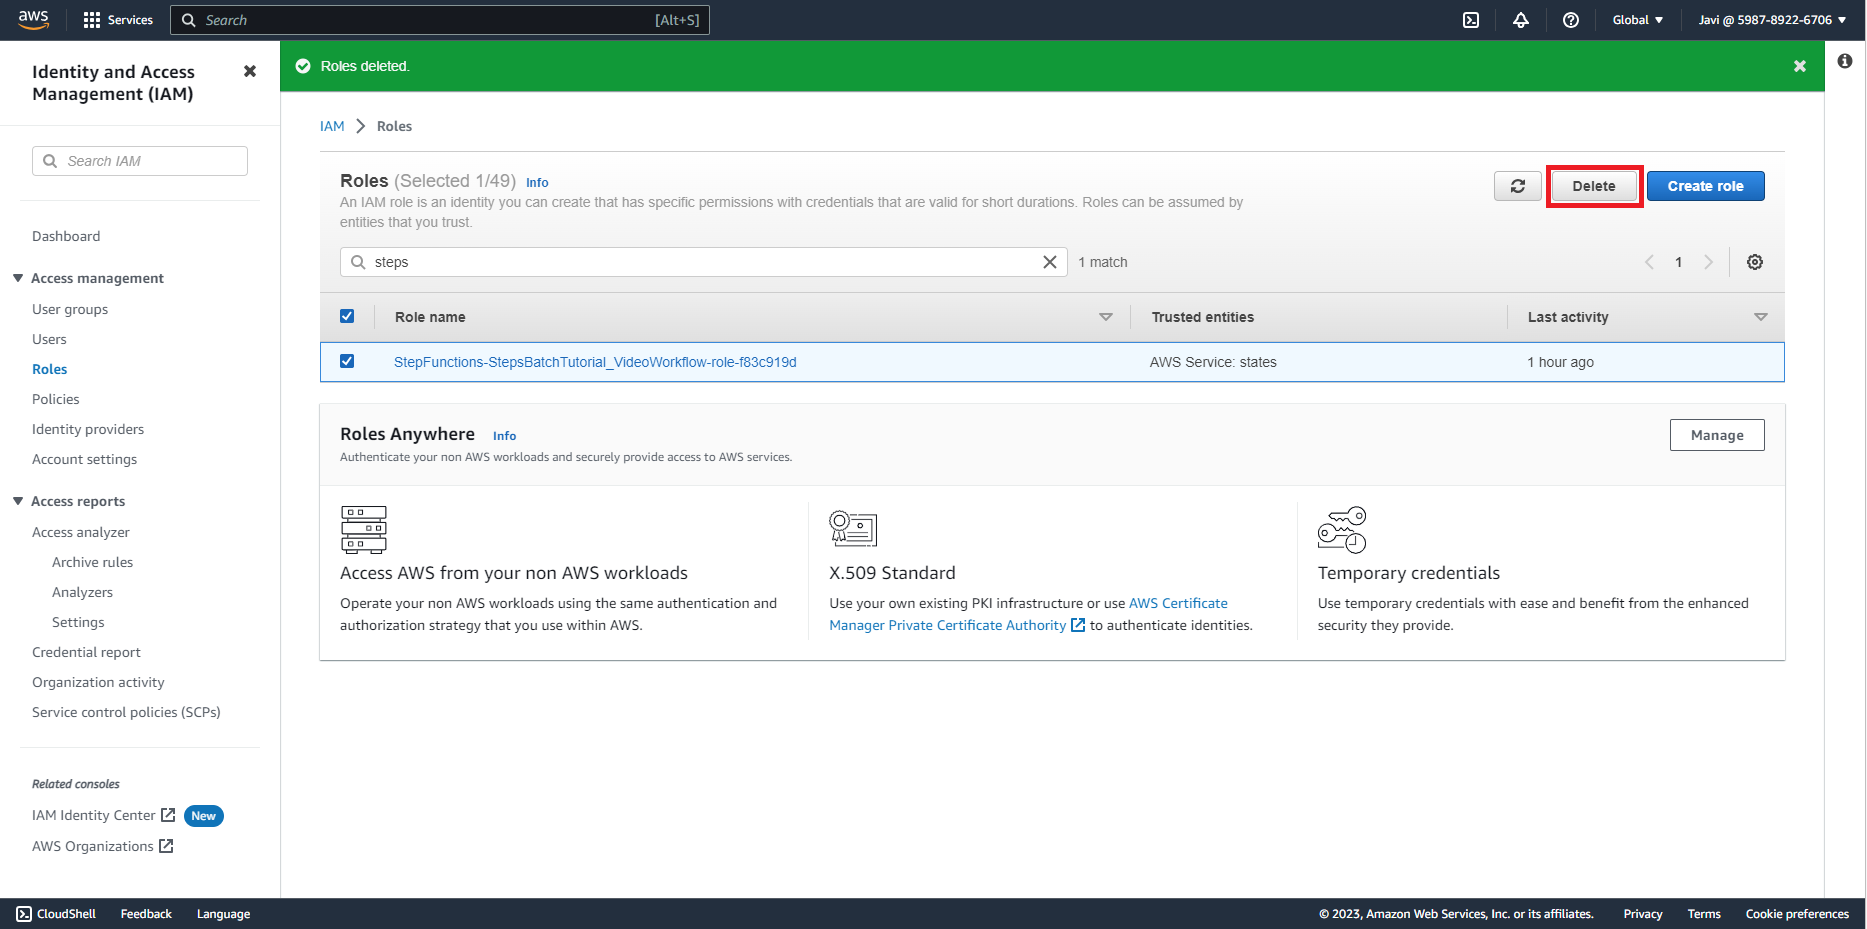 aws
Services
Search
[Alt+S]
Global
Javi @ 5987-8922-6706
Identity and Access
Management (IAM)
Search IAM
Dashboard
Access management
User groups
Users
Roles
Policies
Identity providers
Account settings
Access reports
Access analyzer
Archive rules
Analyzers
Settings
Credential report
Organization activity
Service control policies (SCPs)
Related consoles
IAM Identity Center New
AWS Organizations
Roles deleted.
IAM Roles
Roles (Selected 1/49) Info
An IAM role is an identity you can create that has specific permissions with credentials that are valid for short durations. Roles can be assumed by
entities that you trust.
Delete
Create role
steps
1 match
1
Role name Trusted entities Last activity
StepFunctions-StepsBatchTutorial_VideoWorkflow-role-f83c919d AWS Service: states 1 hour ago
Roles Anywhere Info
Authenticate your non AWS workloads and securely provide access to AWS services.
Manage
Access AWS from your non AWS workloads
Operate your non AWS workloads using the same authentication and
authorization strategy that you use within AWS.
X.509 Standard
Use your own existing PKI infrastructure or use AWS Certificate
Manager Private Certificate Authority to authenticate identities.
Temporary credentials
Use temporary credentials with ease and benefit from the enhanced
security they provide.
CloudShell Feedback Language
© 2023, Amazon Web Services, Inc. or its affiliates. Privacy Terms Cookie preferences